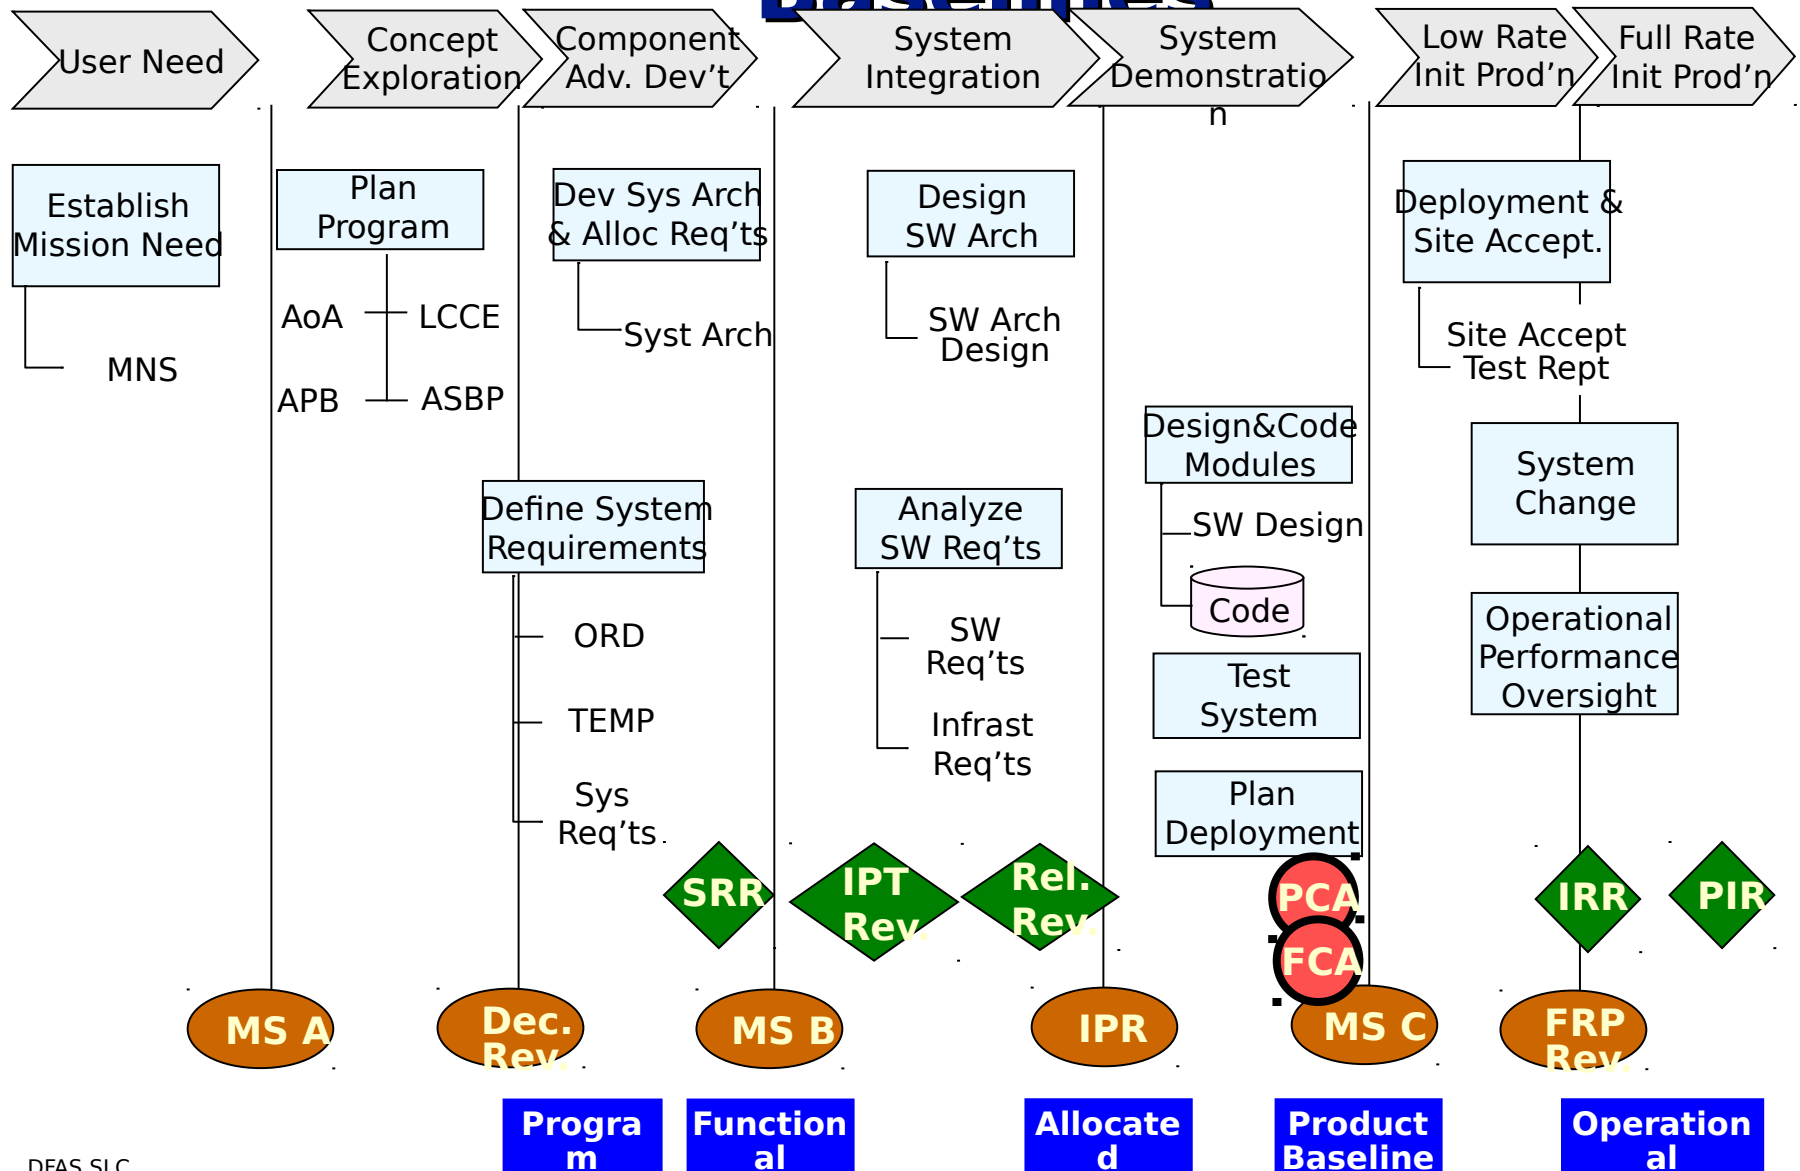 Baselines
User Need
Concept
Exploration
Component
Adv. Dev’t
System
Integration
System
Demonstratio
n
Low Rate
Init Prod’n
Full Rate
Init Prod’n
Establish
Mission Need
MNS
Plan
Program
AoA
LCCE
APB
ASBP
Dev Sys Arch
& Alloc Req’ts
Syst Arch
Design
SW Arch
SW Arch
Design
Deployment &
Site Accept.
Site Accept
Test Rept
Define System
Requirements
ORD
TEMP
Sys
Req’ts
Analyze
SW Req’ts
SW
Req’ts
Infrast
Req’ts
Design&Code
Modules
SW Design
Code
Test
System
Plan
Deployment
System
Change
Operational
Performance
Oversight
SRR
IPT
Rev.
Rel.
Rev.
PCA
FCA
IRR
PIR
MS A
Dec.
Rev.
MS B
IPR
MS C
FRP
Rev.
Progra
m
Function
al
Allocate
d
Product
Baseline
Operation
al
DFAS SLC